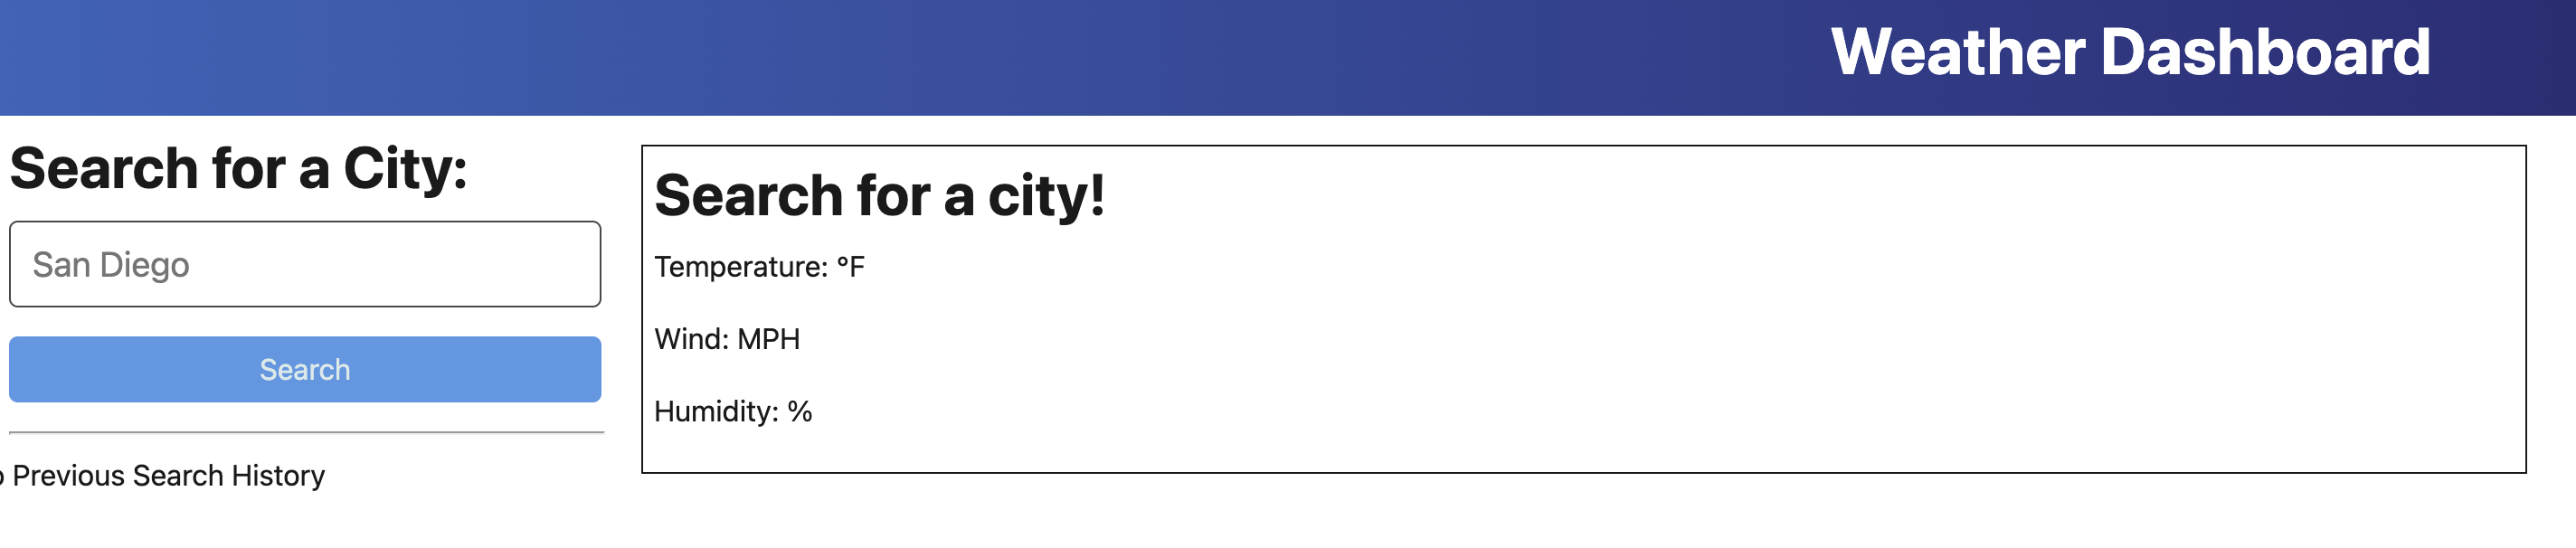 Weather Dashboard
Search for a City:
San Diego
Search
Previous Search History
Search for a city!
Temperature: °F
Wind: MPH
Humidity: %